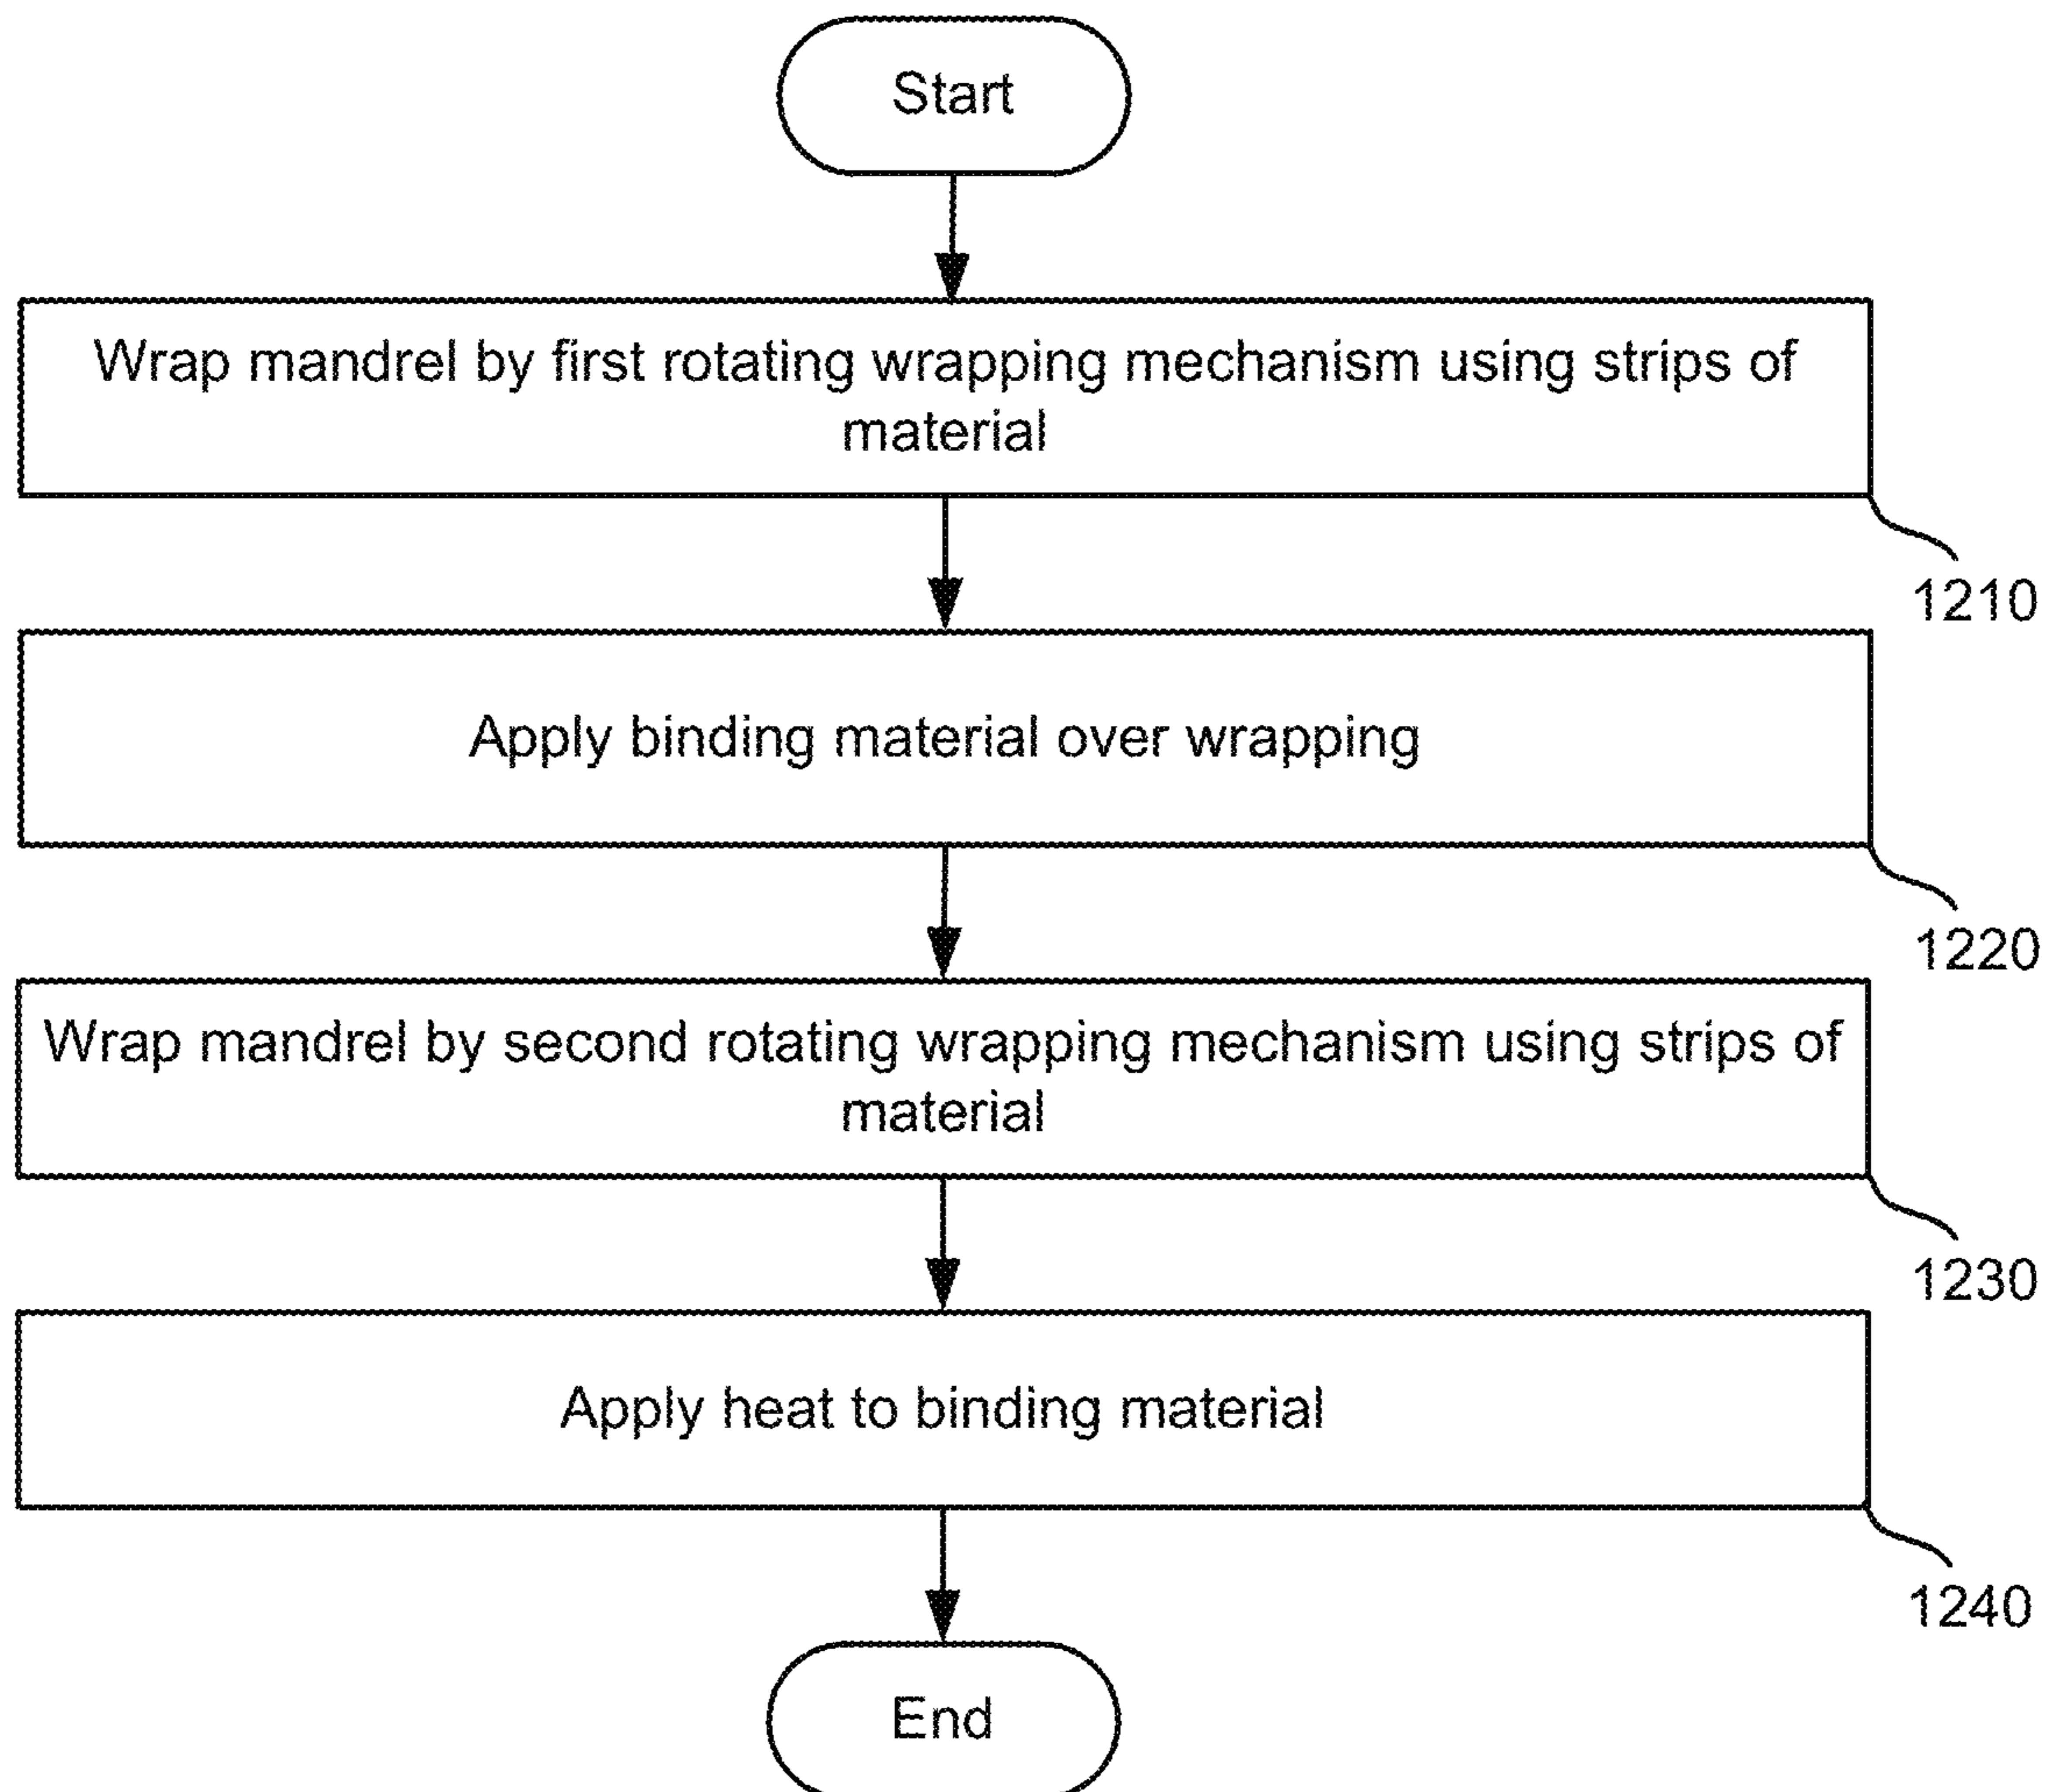 Start
Wrap mandrel by first rotating wrapping mechanism using strips of
material
1210
Apply binding material over wrapping
1220
Wrap mandrel by second rotating wrapping mechanism using strips of
material
1230
Apply heat to binding material
1240
End